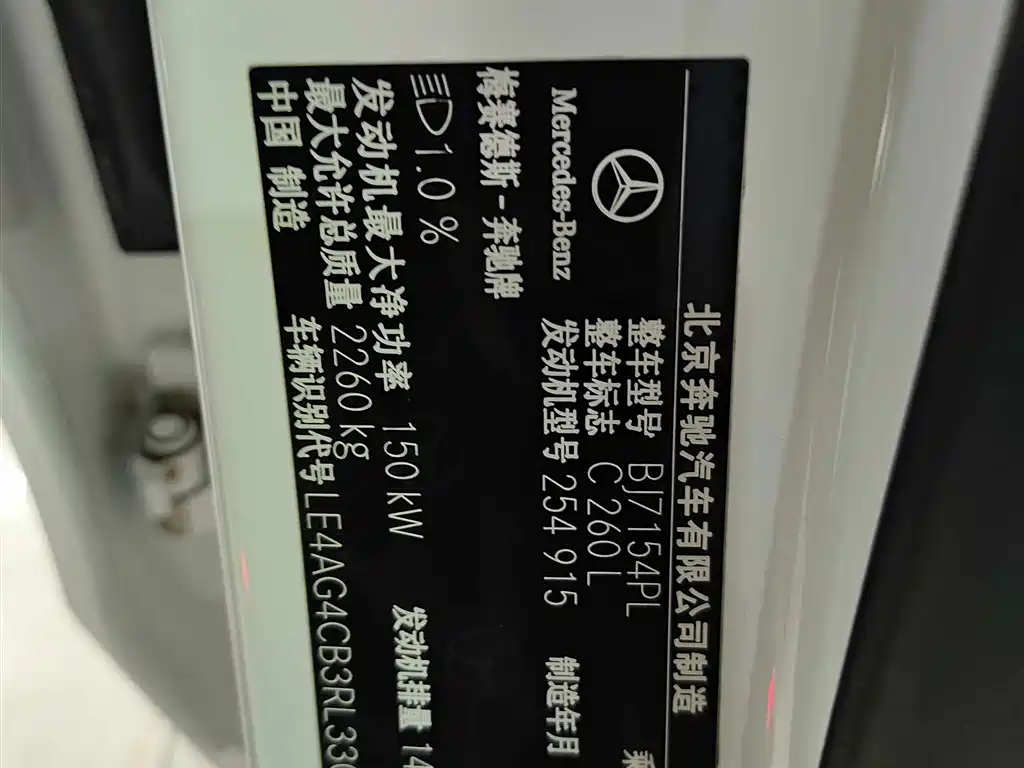 北京奔驰汽车有限公司制造
Mercedes-Benz
梅赛德斯-奔驰牌
整车型号 BJ7154PL
整车标志 C 260 L
发动机型号 254 915 制造年月
1.0 %
发动机最大净功率 150 kW 发动机排量 14
最大允许总质量 2260 kg
中国 制造 车辆识别代号 LE4AG4CB3RL33